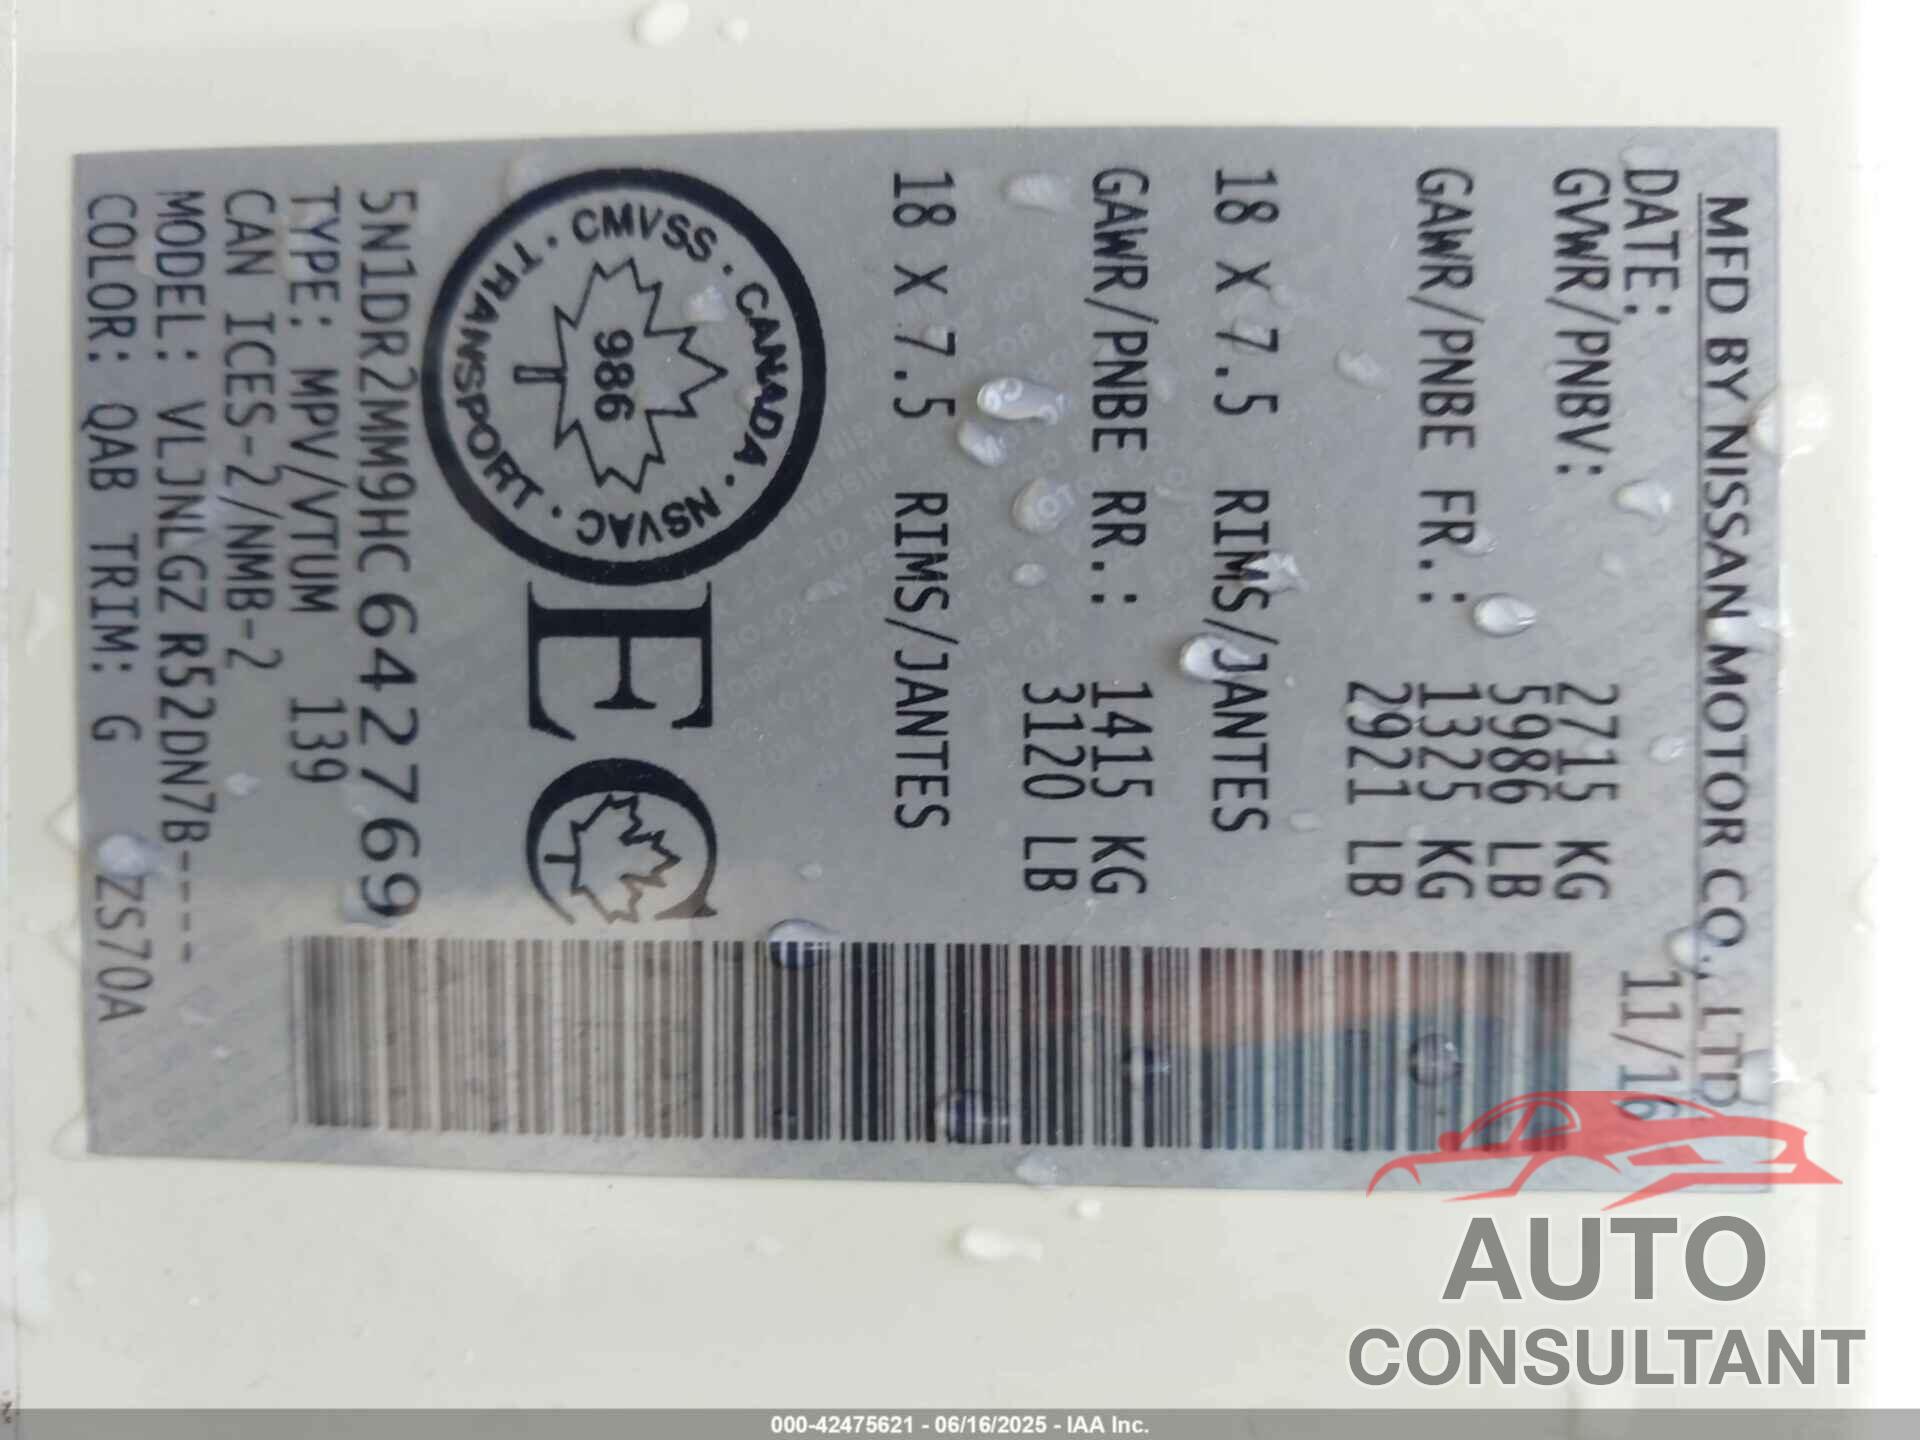 MFD BY NISSAN MOTOR CO., LTD
DATE: 11/16
GVWR/PNBV: 2715 KG
5986 LB
GAWR/PNBE FR.: 1325 KG
2921 LB
18 X 7.5 RIMS/JANTES
GAWR/PNBE RR.: 1415 KG
3120 LB
18 X 7.5 RIMS/JANTES
CMVSS · CANADA · NSVAC · TRANSPORT ·
986
EC
5N1DR2MM9HC642769
TYPE: MPV/VTUM 139
CAN ICES-2/NMB-2
MODEL: VLJNLGZ R52DN7B----
COLOR: QAB TRIM: G ZS70A
AUTO
CONSULTANT
000-42475621 - 06/16/2025 - IAA Inc.